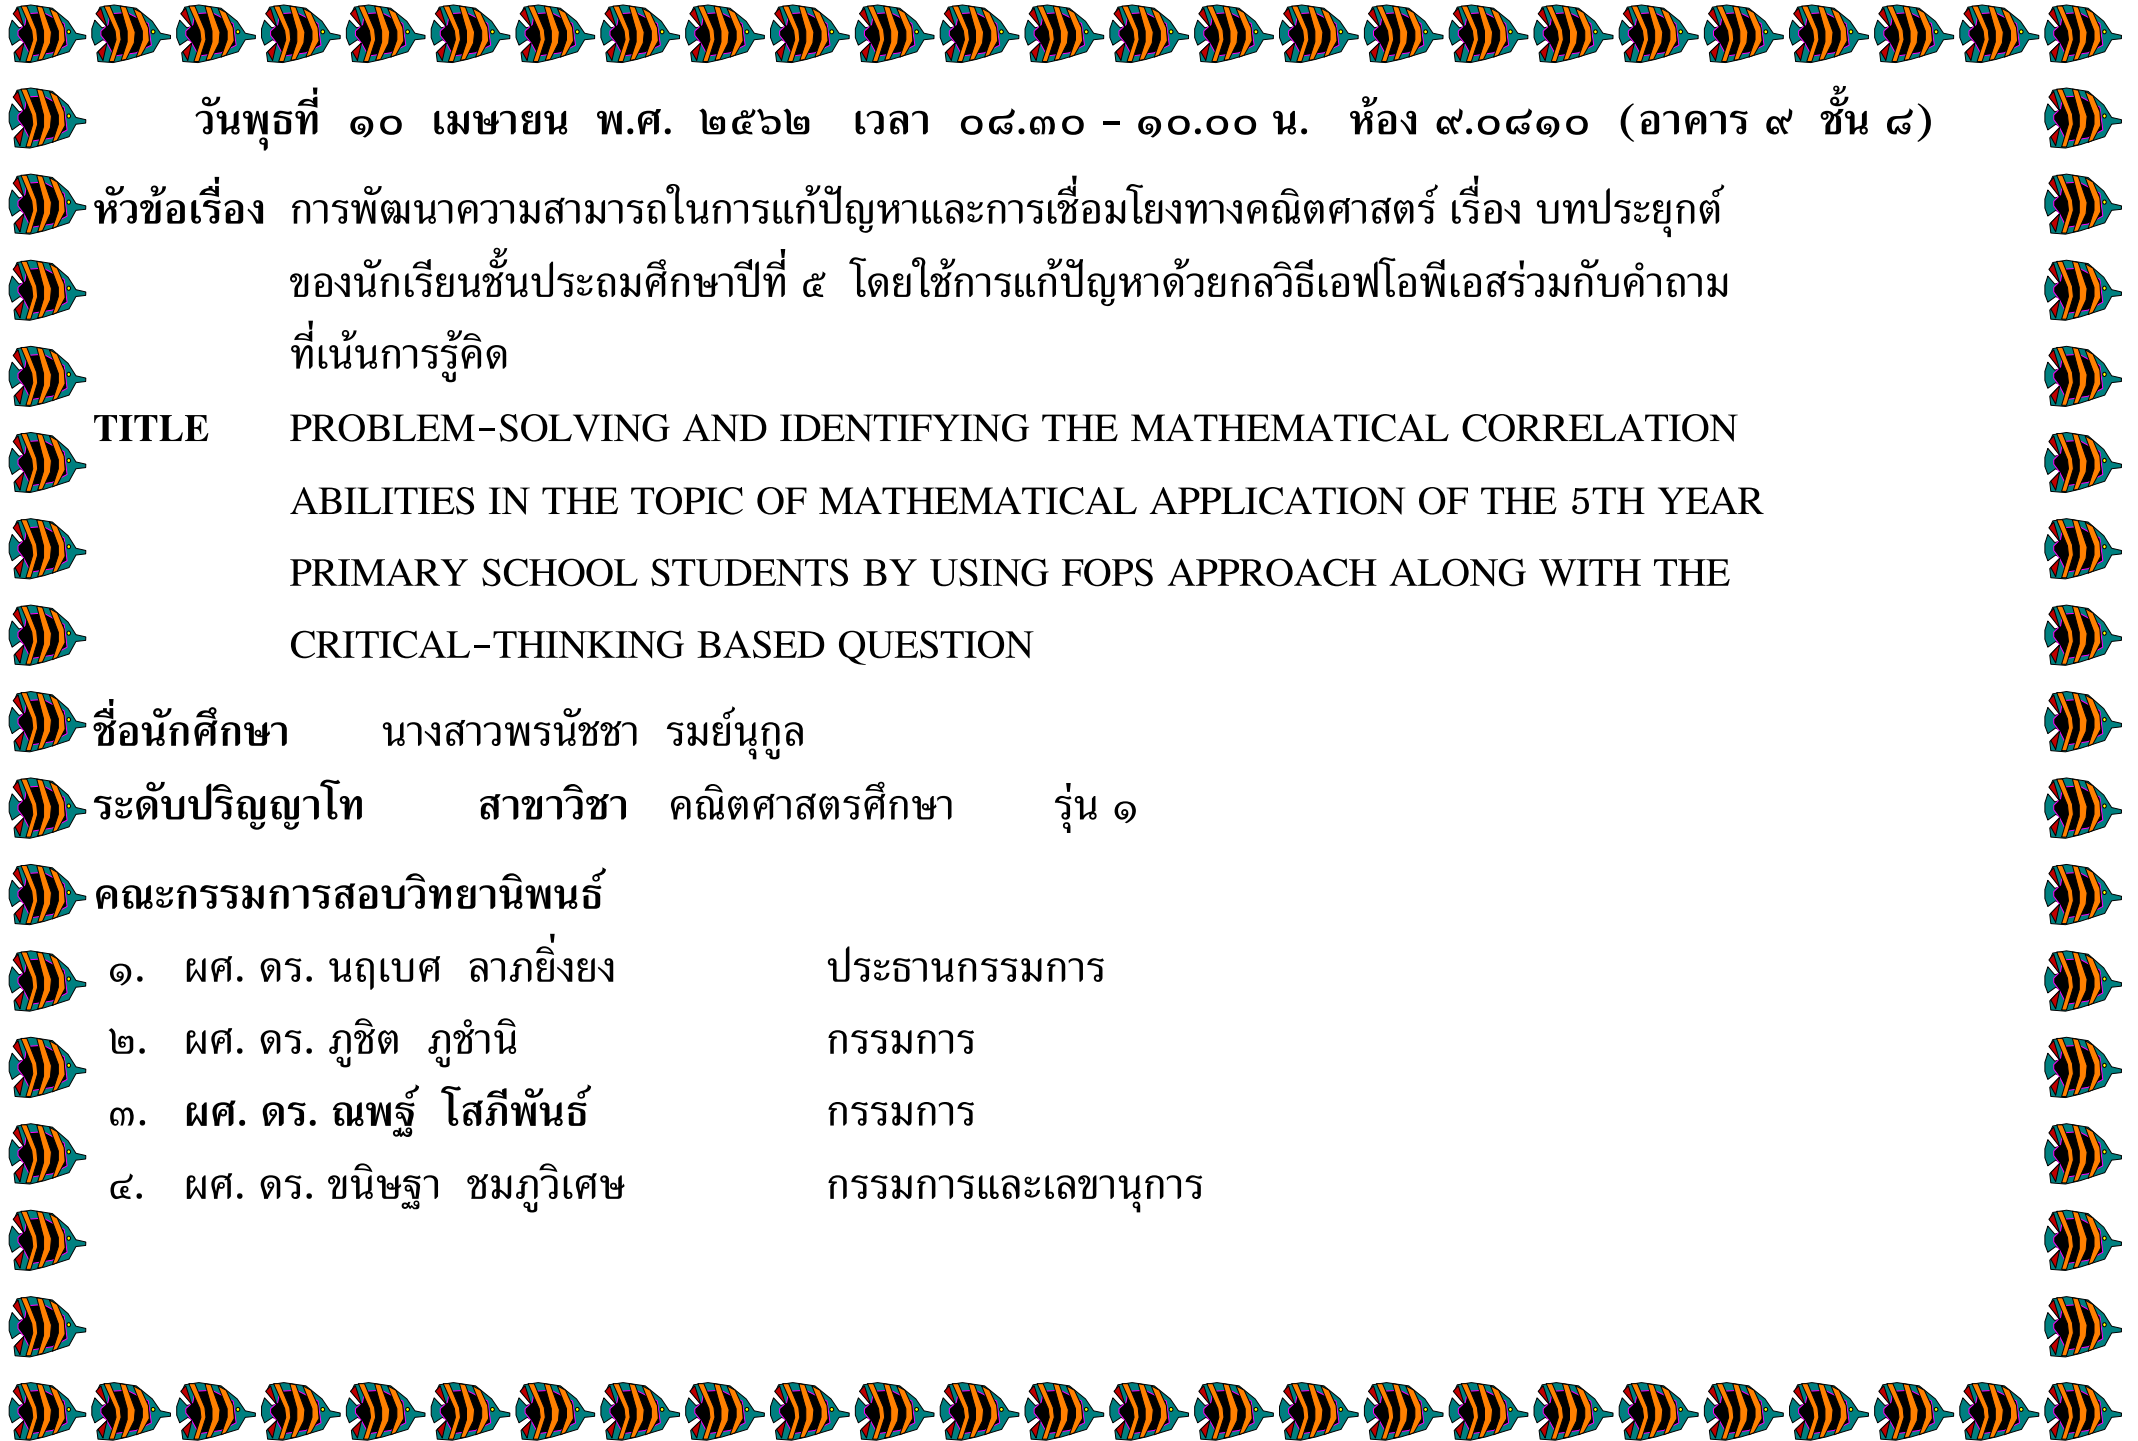 วันพุธที่ ๑๐ เมษายน พ.ศ. ๒๕๖๒ เวลา ๐๘.๓๐ - ๑๐.๐๐ น. ห้อง ๙.๐๘๑๐ (อาคาร ๙ ชั้น ๘)
หัวข้อเรื่อง การพัฒนาความสามารถในการแก้ปัญหาและการเชื่อมโยงทางคณิตศาสตร์ เรื่อง บทประยุกต์
ของนักเรียนชั้นประถมศึกษาปีที่ ๕ โดยใช้การแก้ปัญหาด้วยกลวิธีเอฟโอพีเอสร่วมกับคำถาม
ที่เน้นการรู้คิด
TITLE PROBLEM-SOLVING AND IDENTIFYING THE MATHEMATICAL CORRELATION
ABILITIES IN THE TOPIC OF MATHEMATICAL APPLICATION OF THE 5TH YEAR
PRIMARY SCHOOL STUDENTS BY USING FOPS APPROACH ALONG WITH THE
CRITICAL-THINKING BASED QUESTION
ชื่อนักศึกษา นางสาวพรนัชชา รมย์นุกูล
ระดับปริญญาโท สาขาวิชา คณิตศาสตรศึกษา รุ่น ๑
คณะกรรมการสอบวิทยานิพนธ์
๑. ผศ. ดร. นฤเบศ ลาภยิ่งยง ประธานกรรมการ
๒. ผศ. ดร. ภูชิต ภูชำนิ กรรมการ
๓. ผศ. ดร. ณพฐ์ โสภีพันธ์ กรรมการ
๔. ผศ. ดร. ขนิษฐา ชมภูวิเศษ กรรมการและเลขานุการ